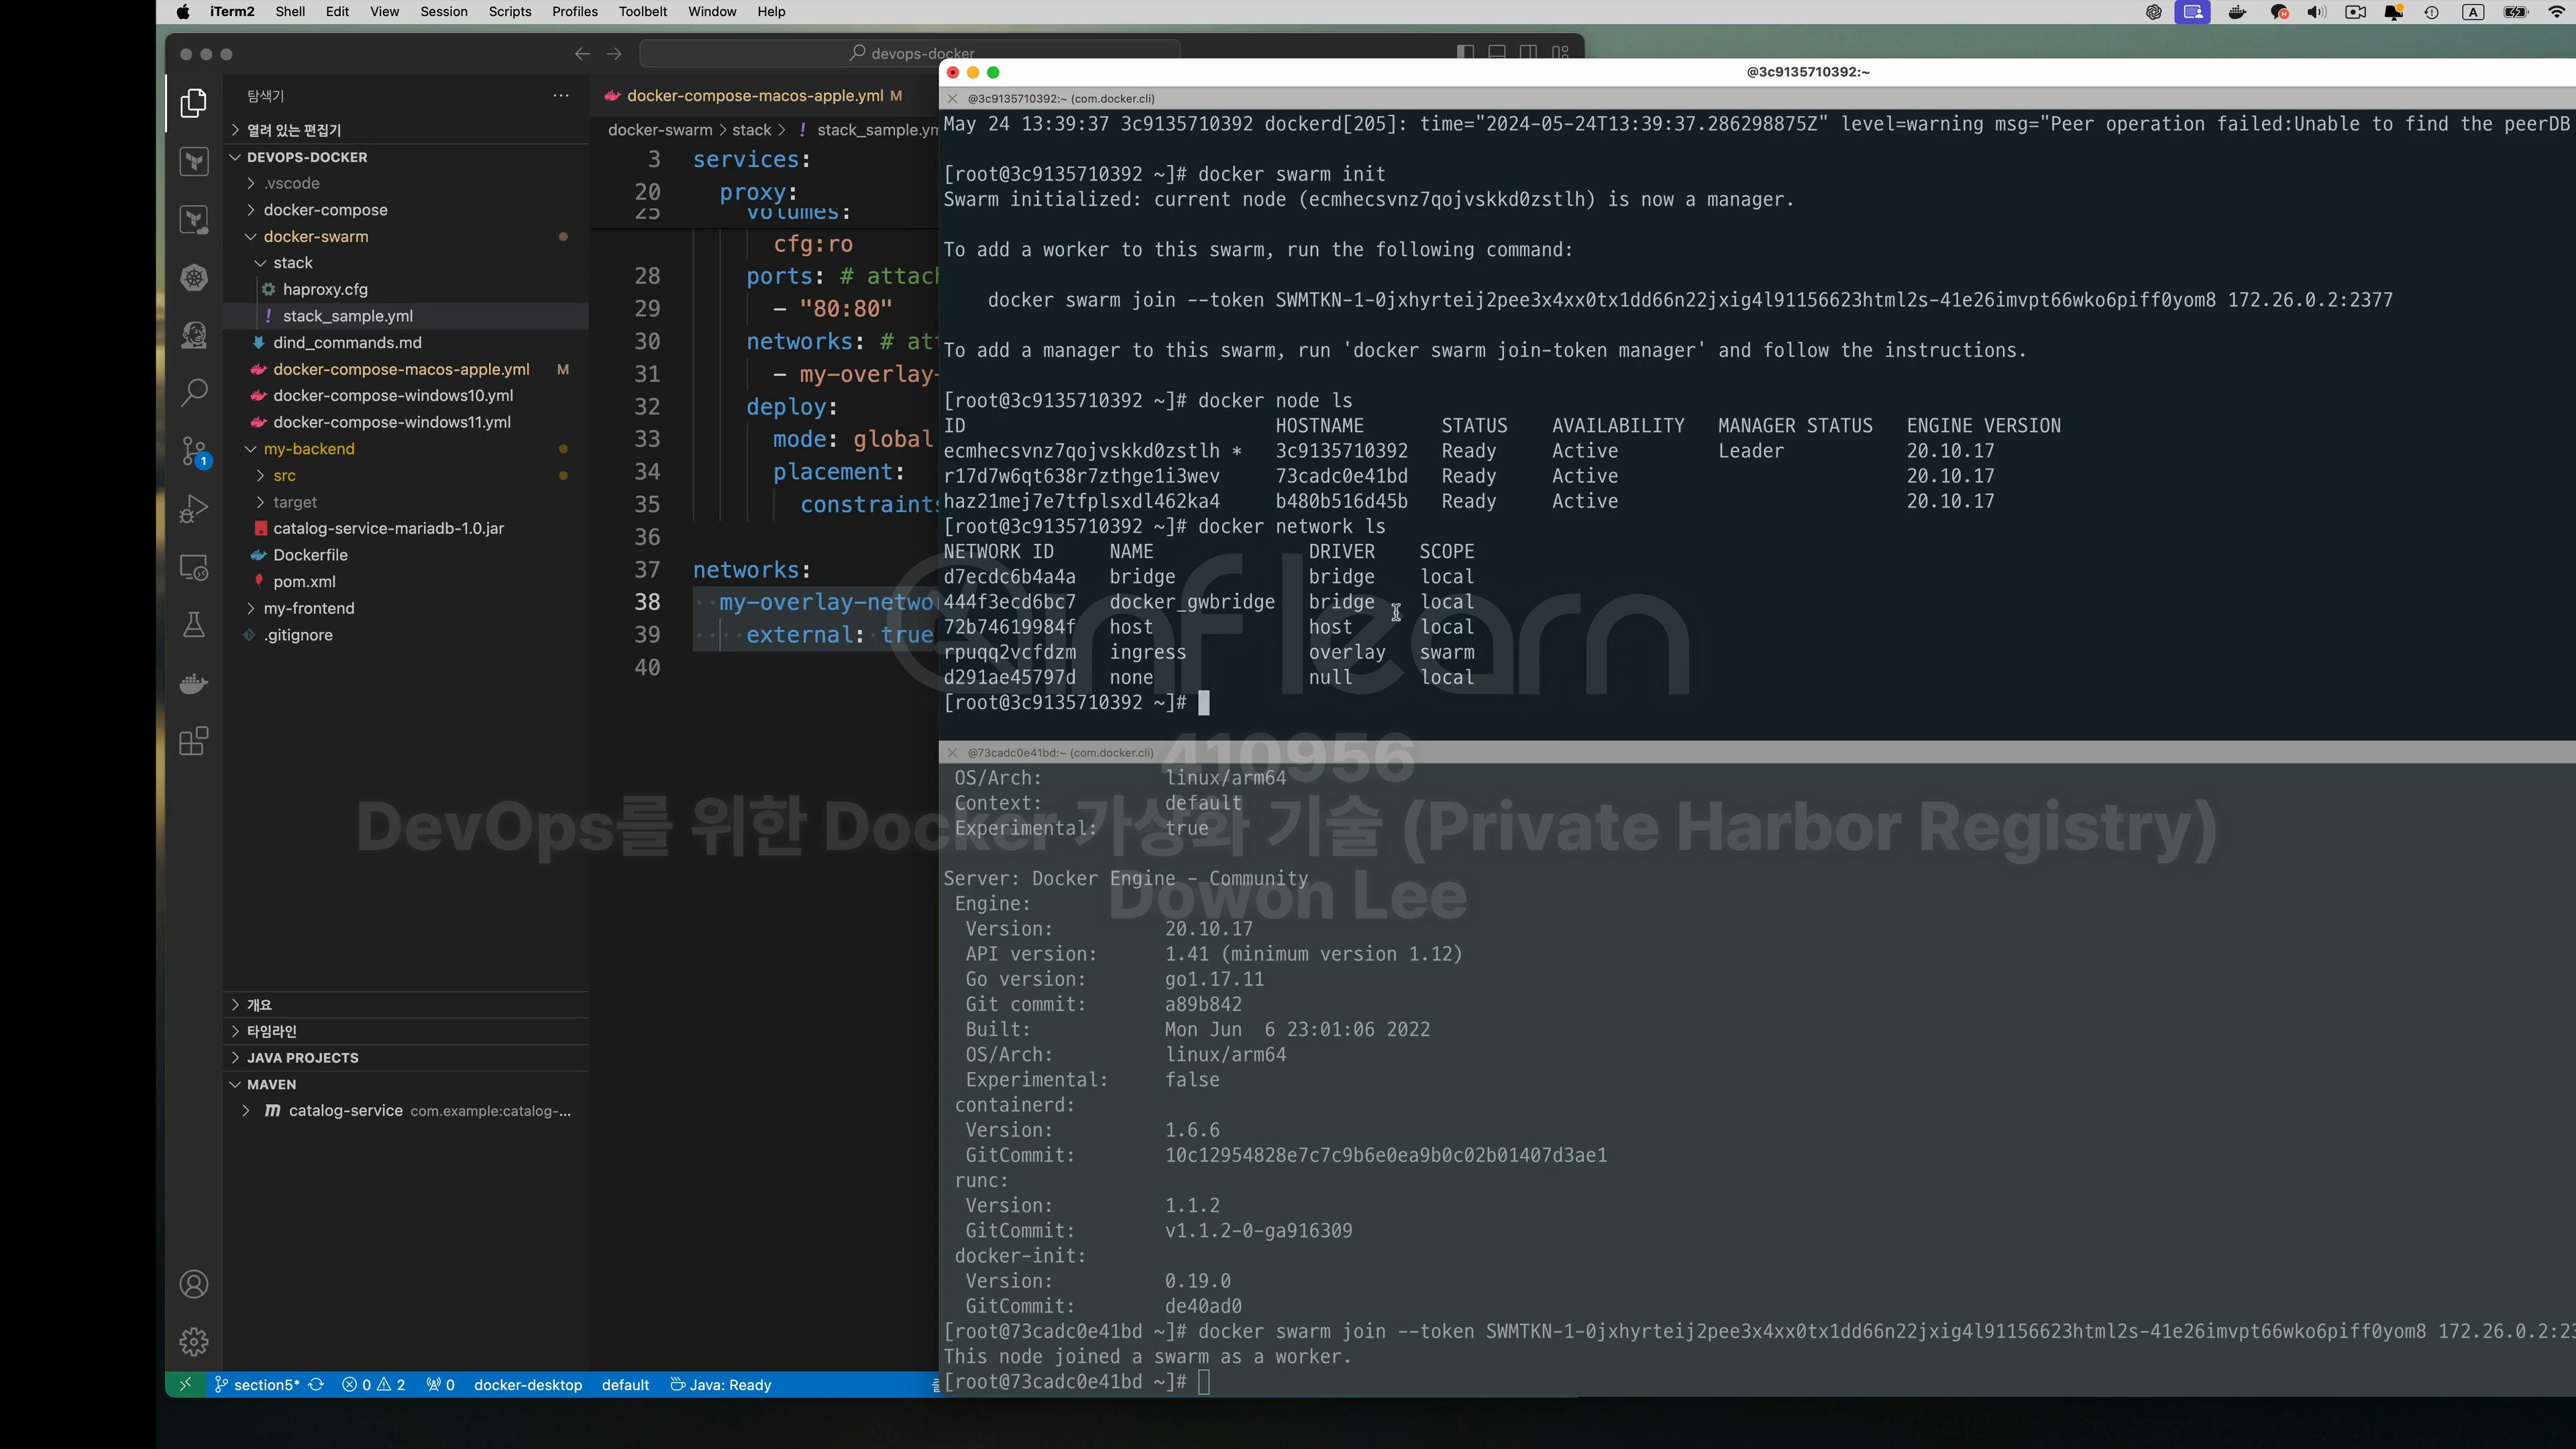 iTerm2 Shell Edit View Session Scripts Profiles Toolbelt Window Help
devops-docker
탐색기
열려 있는 편집기
DEVOPS-DOCKER
.vscode
docker-compose
docker-swarm
stack
haproxy.cfg
stack_sample.yml
dind_commands.md
docker-compose-macos-apple.yml M
docker-compose-windows10.yml
docker-compose-windows11.yml
my-backend
src
target
catalog-service-mariadb-1.0.jar
Dockerfile
pom.xml
my-frontend
.gitignore
개요
타임라인
JAVA PROJECTS
MAVEN
catalog-service com.example:catalog-...
1
docker-compose-macos-apple.yml M
docker-swarm > stack > ! stack_sample.ym
3 services:
20 proxy:
25 volumes:
cfg:ro
28 ports: # attach
29 - "80:80"
30 networks: # att
31 - my-overlay-
32 deploy:
33 mode: global
34 placement:
35 constraints
36
37 networks:
38 my-overlay-netwo
39 external: true
40
section5* 0 2 0 docker-desktop default Java: Ready
@3c9135710392:~
@3c9135710392:~ (com.docker.cli)
May 24 13:39:37 3c9135710392 dockerd[205]: time="2024-05-24T13:39:37.286298875Z" level=warning msg="Peer operation failed:Unable to find the peerDB
[root@3c9135710392 ~]# docker swarm init
Swarm initialized: current node (ecmhecsvnz7qojvskkd0zstlh) is now a manager.
To add a worker to this swarm, run the following command:
docker swarm join --token SWMTKN-1-0jxhyrteij2pee3x4xx0tx1dd66n22jxig4l91156623html2s-41e26imvpt66wko6piff0yom8 172.26.0.2:2377
To add a manager to this swarm, run 'docker swarm join-token manager' and follow the instructions.
[root@3c9135710392 ~]# docker node ls
ID HOSTNAME STATUS AVAILABILITY MANAGER STATUS ENGINE VERSION
ecmhecsvnz7qojvskkd0zstlh * 3c9135710392 Ready Active Leader 20.10.17
r17d7w6qt638r7zthge1i3wev 73cadc0e41bd Ready Active 20.10.17
haz21mej7e7tfplsxdl462ka4 b480b516d45b Ready Active 20.10.17
[root@3c9135710392 ~]# docker network ls
NETWORK ID NAME DRIVER SCOPE
d7ecdc6b4a4a bridge bridge local
444f3ecd6bc7 docker_gwbridge bridge local
72b74619984f host host local
rpuqq2vcfdzm ingress overlay swarm
d291ae45797d none null local
[root@3c9135710392 ~]#
@73cadc0e41bd:~ (com.docker.cli)
OS/Arch: linux/arm64
Context: default
Experimental: true
Server: Docker Engine - Community
Engine:
Version: 20.10.17
API version: 1.41 (minimum version 1.12)
Go version: go1.17.11
Git commit: a89b842
Built: Mon Jun 6 23:01:06 2022
OS/Arch: linux/arm64
Experimental: false
containerd:
Version: 1.6.6
GitCommit: 10c12954828e7c7c9b6e0ea9b0c02b01407d3ae1
runc:
Version: 1.1.2
GitCommit: v1.1.2-0-ga916309
docker-init:
Version: 0.19.0
GitCommit: de40ad0
[root@73cadc0e41bd ~]# docker swarm join --token SWMTKN-1-0jxhyrteij2pee3x4xx0tx1dd66n22jxig4l91156623html2s-41e26imvpt66wko6piff0yom8 172.26.0.2:23
This node joined a swarm as a worker.
[root@73cadc0e41bd ~]#
inflearn
410956
DevOps를 위한 Docker 가상화 기술 (Private Harbor Registry)
Dowon Lee